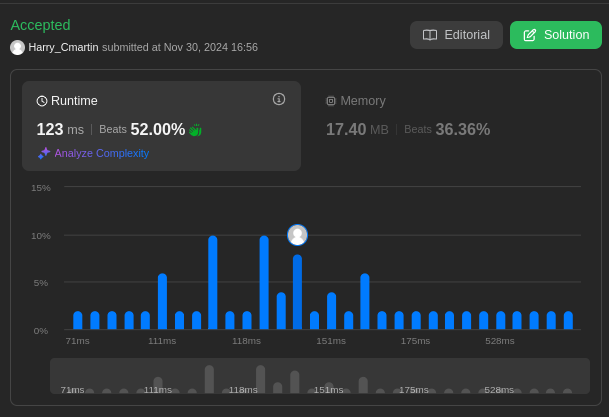 Accepted
Editorial
Solution
Harry_Cmartin submitted at Nov 30, 2024 16:56
Runtime
Memory
123 ms | Beats 52.00%
17.40 MB | Beats 36.36%
Analyze Complexity
15%
10%
5%
0%
71ms 111ms 118ms 151ms 175ms 528ms
71ms 111ms 118ms 151ms 175ms 528ms